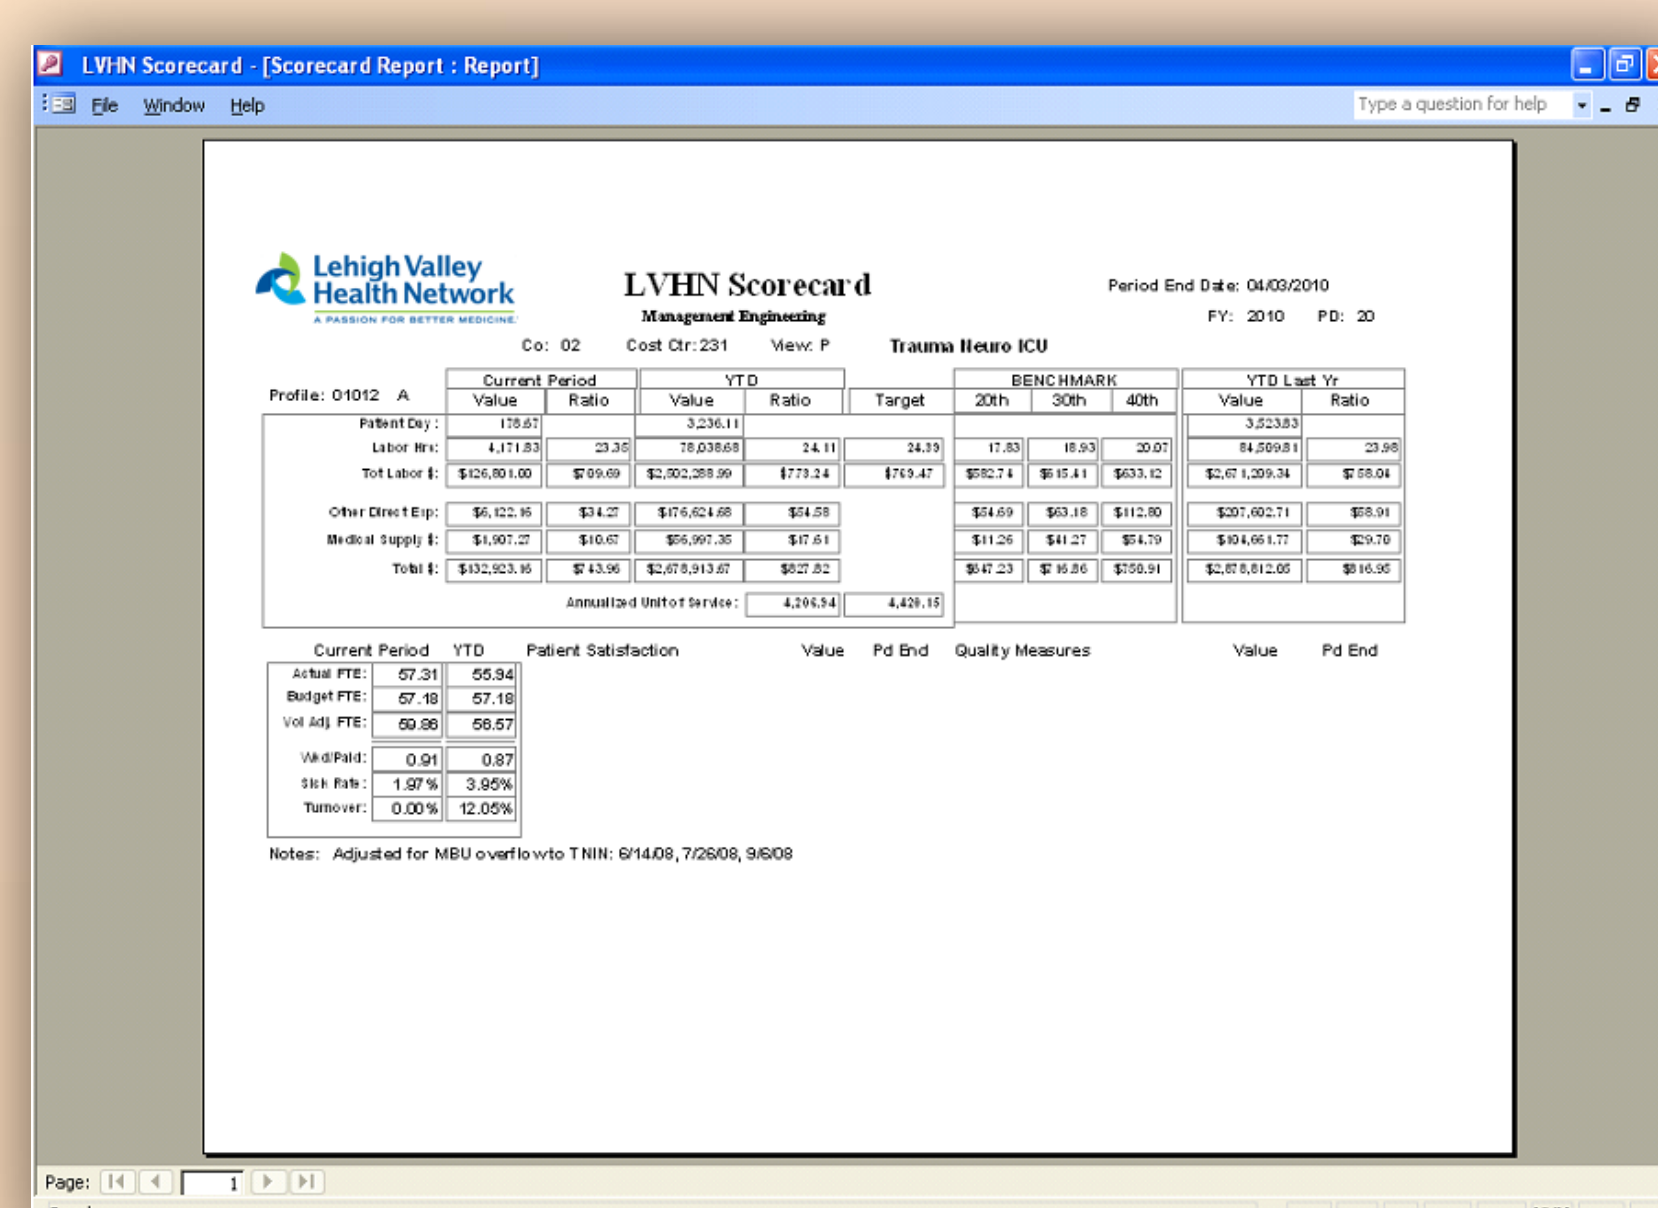 LVHN Scorecard - [Scorecard Report : Report]
File Window Help Type a question for help
Lehigh Valley
Health Network
A PASSION FOR BETTER MEDICINE.
LVHN Scorecard
Management Engineering
Period End Date: 04/03/2010
FY: 2010 PD: 20
Co: 02 Cost Ctr: 231 View: P Trauma Neuro ICU
Current Period YTD BENCHMARK YTD Last Yr
Profile: 01012 A Value Ratio Value Ratio Target 20th 30th 40th Value Ratio
Patient Day: 178.67 3,236.11 3,523.83
Labor Hrs: 4,171.83 23.35 78,038.68 24.11 24.39 17.83 18.93 20.07 84,509.81 23.98
Tot Labor $: $126,801.00 $709.69 $2,502,288.99 $773.24 $769.47 $582.74 $615.41 $633.12 $2,671,209.34 $758.04
Other Direct Exp: $6,122.16 $34.27 $176,624.68 $54.58 $54.69 $63.18 $112.80 $207,602.71 $58.91
Medical Supply $: $1,907.27 $10.67 $56,997.35 $17.61 $11.26 $41.27 $54.79 $104,661.77 $29.70
Total $: $132,923.16 $743.96 $2,678,913.67 $827.82 $647.23 $716.86 $750.91 $2,878,812.05 $816.95
Annualized Unit of Service: 4,206.94 4,420.15
Current Period YTD Patient Satisfaction Value Pd End Quality Measures Value Pd End
Actual FTE: 57.31 55.94
Budget FTE: 57.18 57.18
Vol Adj. FTE: 59.86 56.57
Wkd/Paid: 0.91 0.87
Sick Rate: 1.97% 3.95%
Turnover: 0.00% 12.05%
Notes: Adjusted for MBU overflow to TNIN: 6/14/08, 7/26/08, 9/6/08
Page: 1